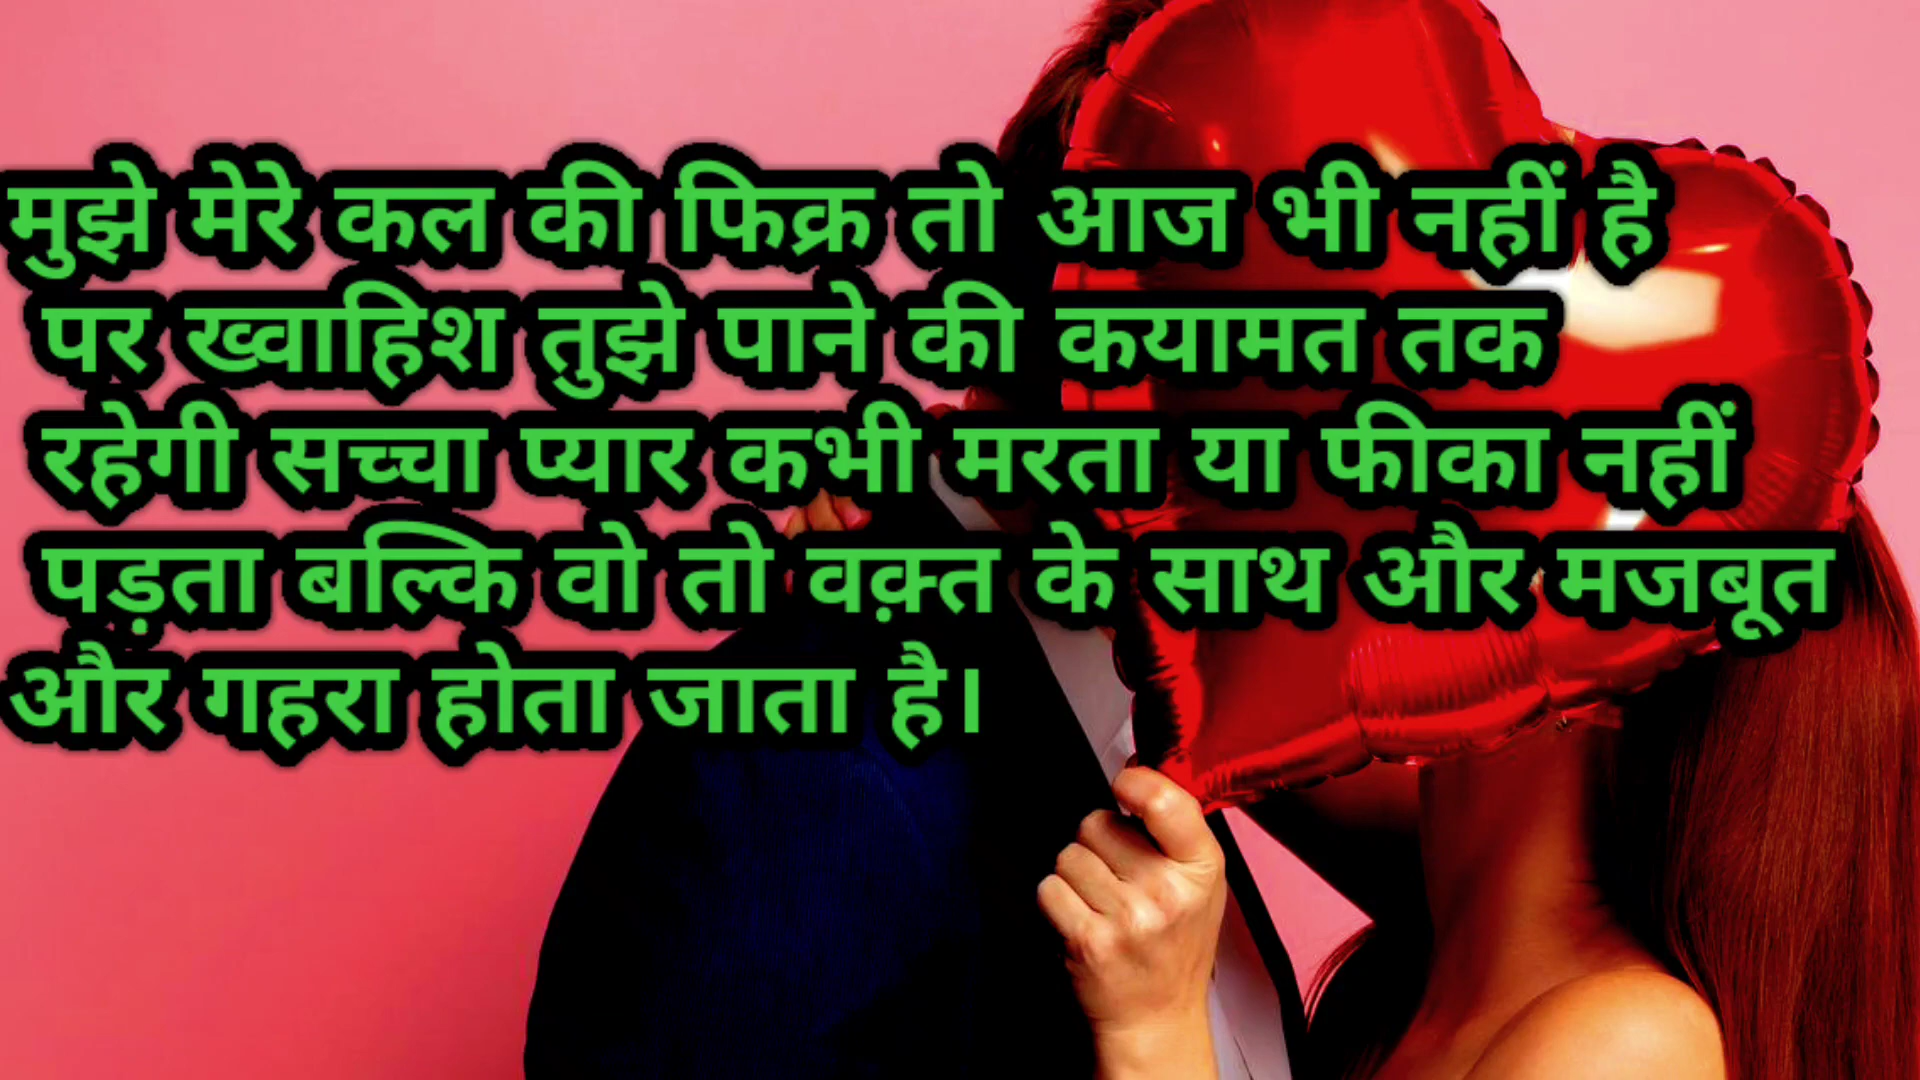 मुझे मेरे कल की फिक्र तो आज भी नहीं है
पर ख्वाहिश तुझे पाने की कयामत तक
रहेगी सच्चा प्यार कभी मरता या फीका नहीं
पड़ता बल्कि वो तो वक़्त के साथ और मजबूत
और गहरा होता जाता है।